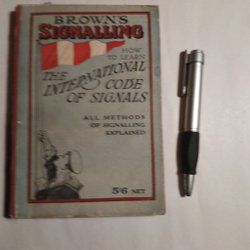 BROWN'S
SIGNALLING
HOW
TO LEARN
THE
INTERNATIONAL
CODE
OF SIGNALS
ALL METHODS
OF SIGNALLING
EXPLAINED
5/6 NET